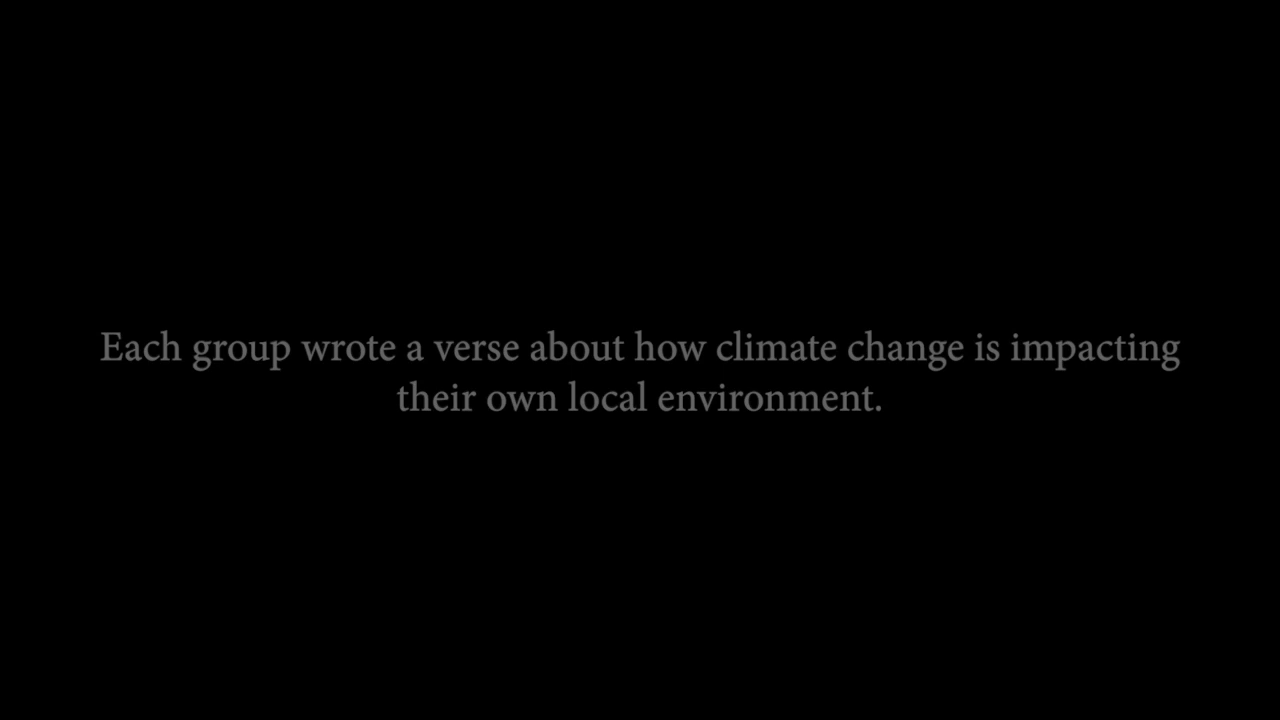 Each group wrote a verse about how climate change is impacting
their own local environment.